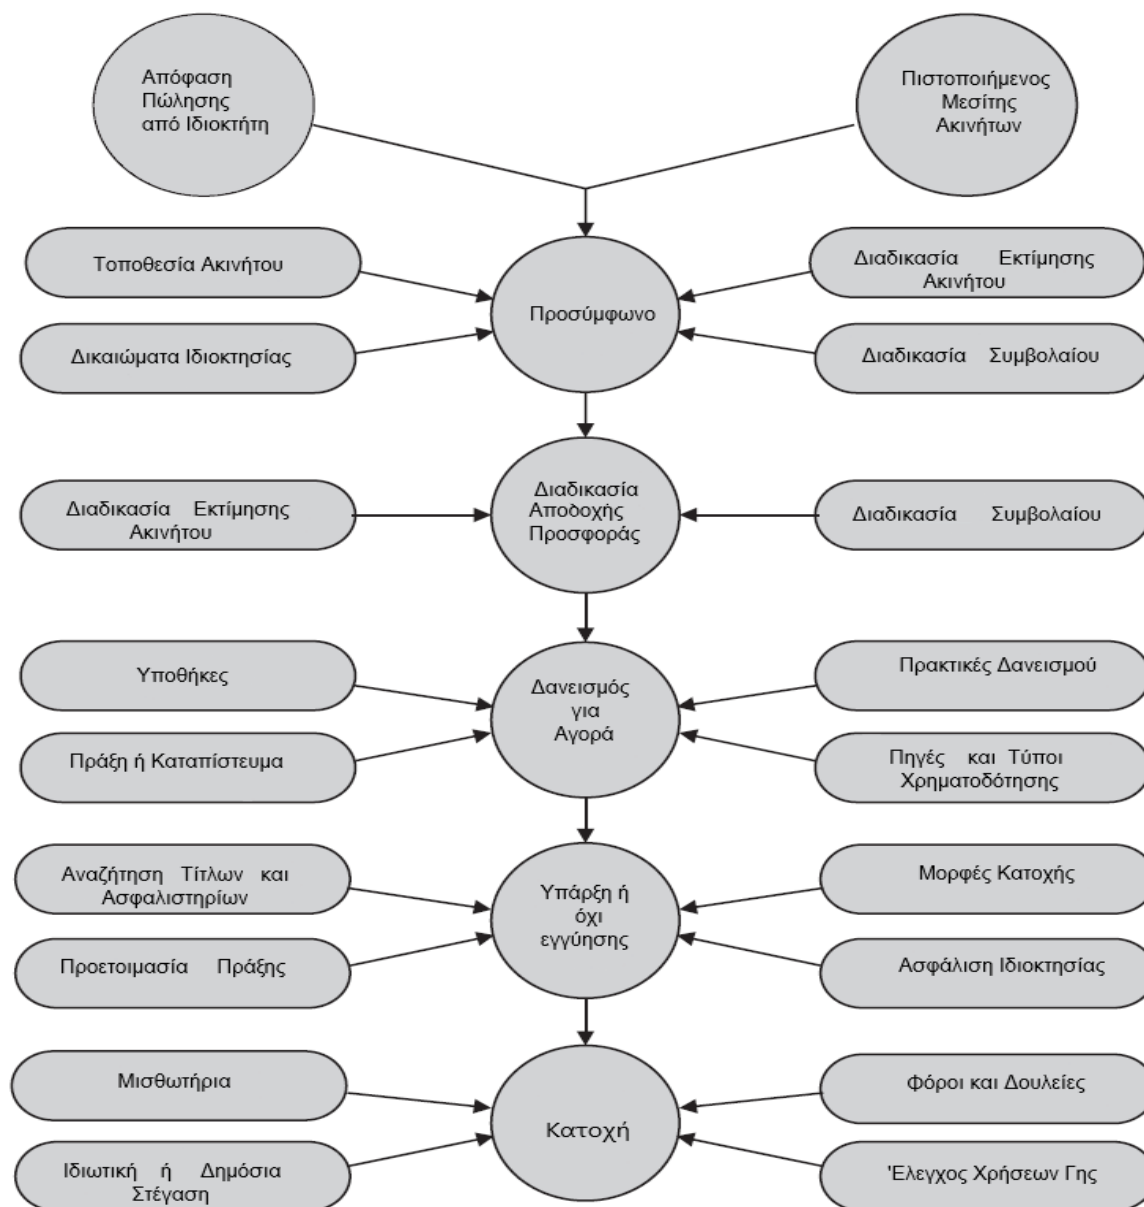 Απόφαση
Πώλησης
από Ιδιοκτήτη
Πιστοποιήμενος
Μεσίτης
Ακινήτων
Τοποθεσία Ακινήτου
Διαδικασία Εκτίμησης
Ακινήτου
Προσύμφωνο
Δικαιώματα Ιδιοκτησίας
Διαδικασία Συμβολαίου
Διαδικασία Εκτίμησης
Ακινήτου
Διαδικασία
Αποδοχής
Προσφοράς
Διαδικασία Συμβολαίου
Υποθήκες
Πρακτικές Δανεισμού
Δανεισμός
για
Αγορά
Πράξη ή Καταπίστευμα
Πηγές και Τύποι
Χρηματοδότησης
Αναζήτηση Τίτλων και
Ασφαλιστηρίων
Μορφές Κατοχής
Υπάρξη ή
όχι
εγγύησης
Προετοιμασία Πράξης
Ασφάλιση Ιδιοκτησίας
Μισθωτήρια
Φόροι και Δουλείες
Κατοχή
Ιδιωτική ή Δημόσια
Στέγαση
Έλεγχος Χρήσεων Γης